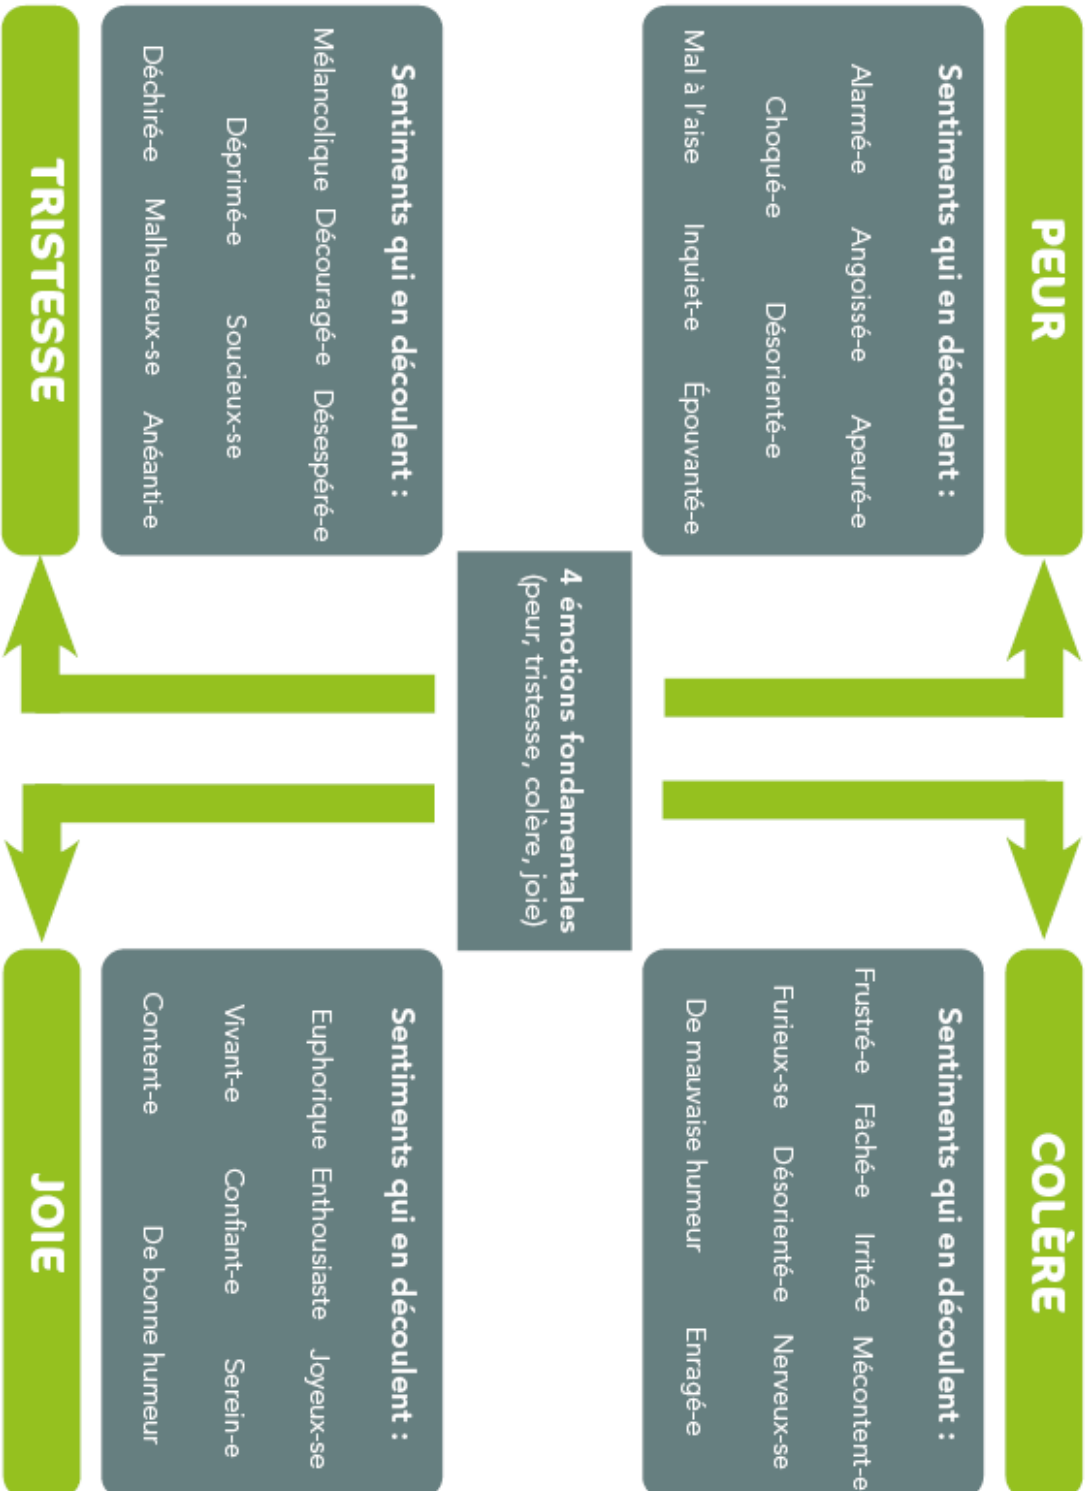 PEUR
Sentiments qui en découlent :
Alarmé-e Angoissé-e Apeuré-e
Choqué-e Désorienté-e
Mal à l'aise Inquiet-e Épouvanté-e
COLÈRE
Sentiments qui en découlent :
Frustré-e Fâché-e Irrité-e Mécontent-e
Furieux-se Désorienté-e Nerveux-se
De mauvaise humeur Enragé-e
4 émotions fondamentales
(peur, tristesse, colère, joie)
Sentiments qui en découlent :
Mélancolique Découragé-e Désespéré-e
Déprimé-e Soucieux-se
Déchiré-e Malheureux-se Anéanti-e
TRISTESSE
Sentiments qui en découlent :
Euphorique Enthousiaste Joyeux-se
Vivant-e Confiant-e Serein-e
Content-e De bonne humeur
JOIE